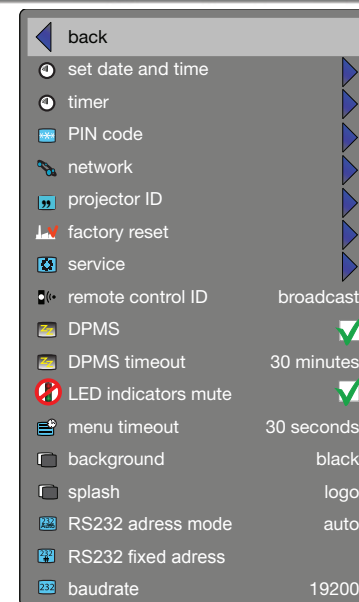 back
set date and time
timer
PIN code
network
projector ID
factory reset
service
remote control ID broadcast
DPMS
DPMS timeout 30 minutes
LED indicators mute
menu timeout 30 seconds
background black
splash logo
RS232 adress mode auto
RS232 fixed adress
baudrate 19200